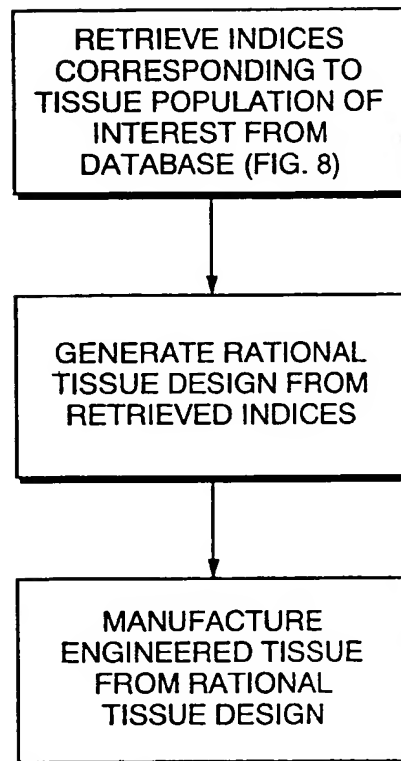 RETRIEVE INDICES
CORRESPONDING TO
TISSUE POPULATION OF
INTEREST FROM
DATABASE (FIG. 8)
GENERATE RATIONAL
TISSUE DESIGN FROM
RETRIEVED INDICES
MANUFACTURE
ENGINEERED TISSUE
FROM RATIONAL
TISSUE DESIGN